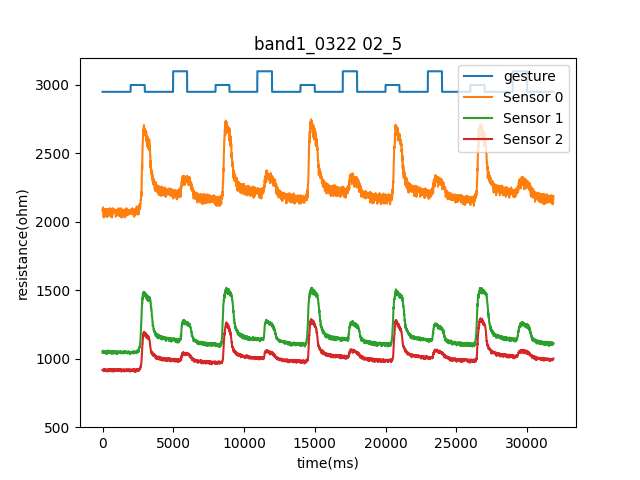 band1_0322 02_5
gesture
Sensor 0
Sensor 1
Sensor 2
3000
2500
2000
1500
1000
500
resistance(ohm)
0
5000
10000
15000
20000
25000
30000
time(ms)